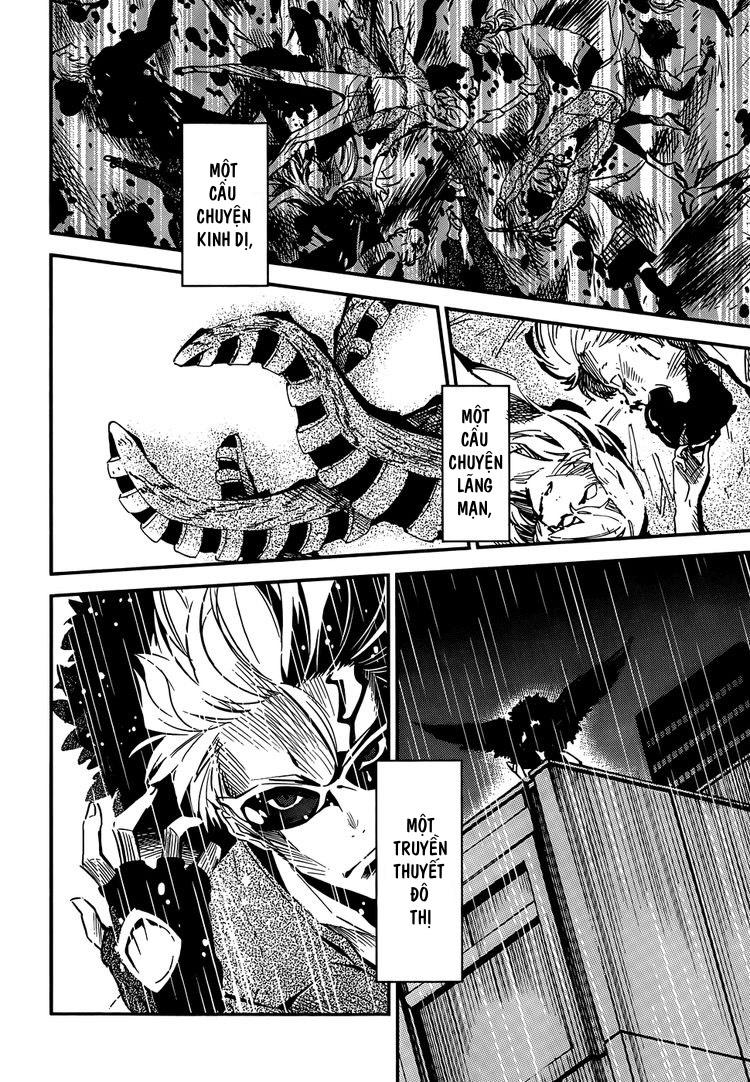 MỘT
CÂU
CHUYỆN
KINH DỊ,
MỘT
CÂU
CHUYỆN
LÃNG
MẠN,
MỘT
TRUYỀN
THUYẾT
ĐÔ
THỊ